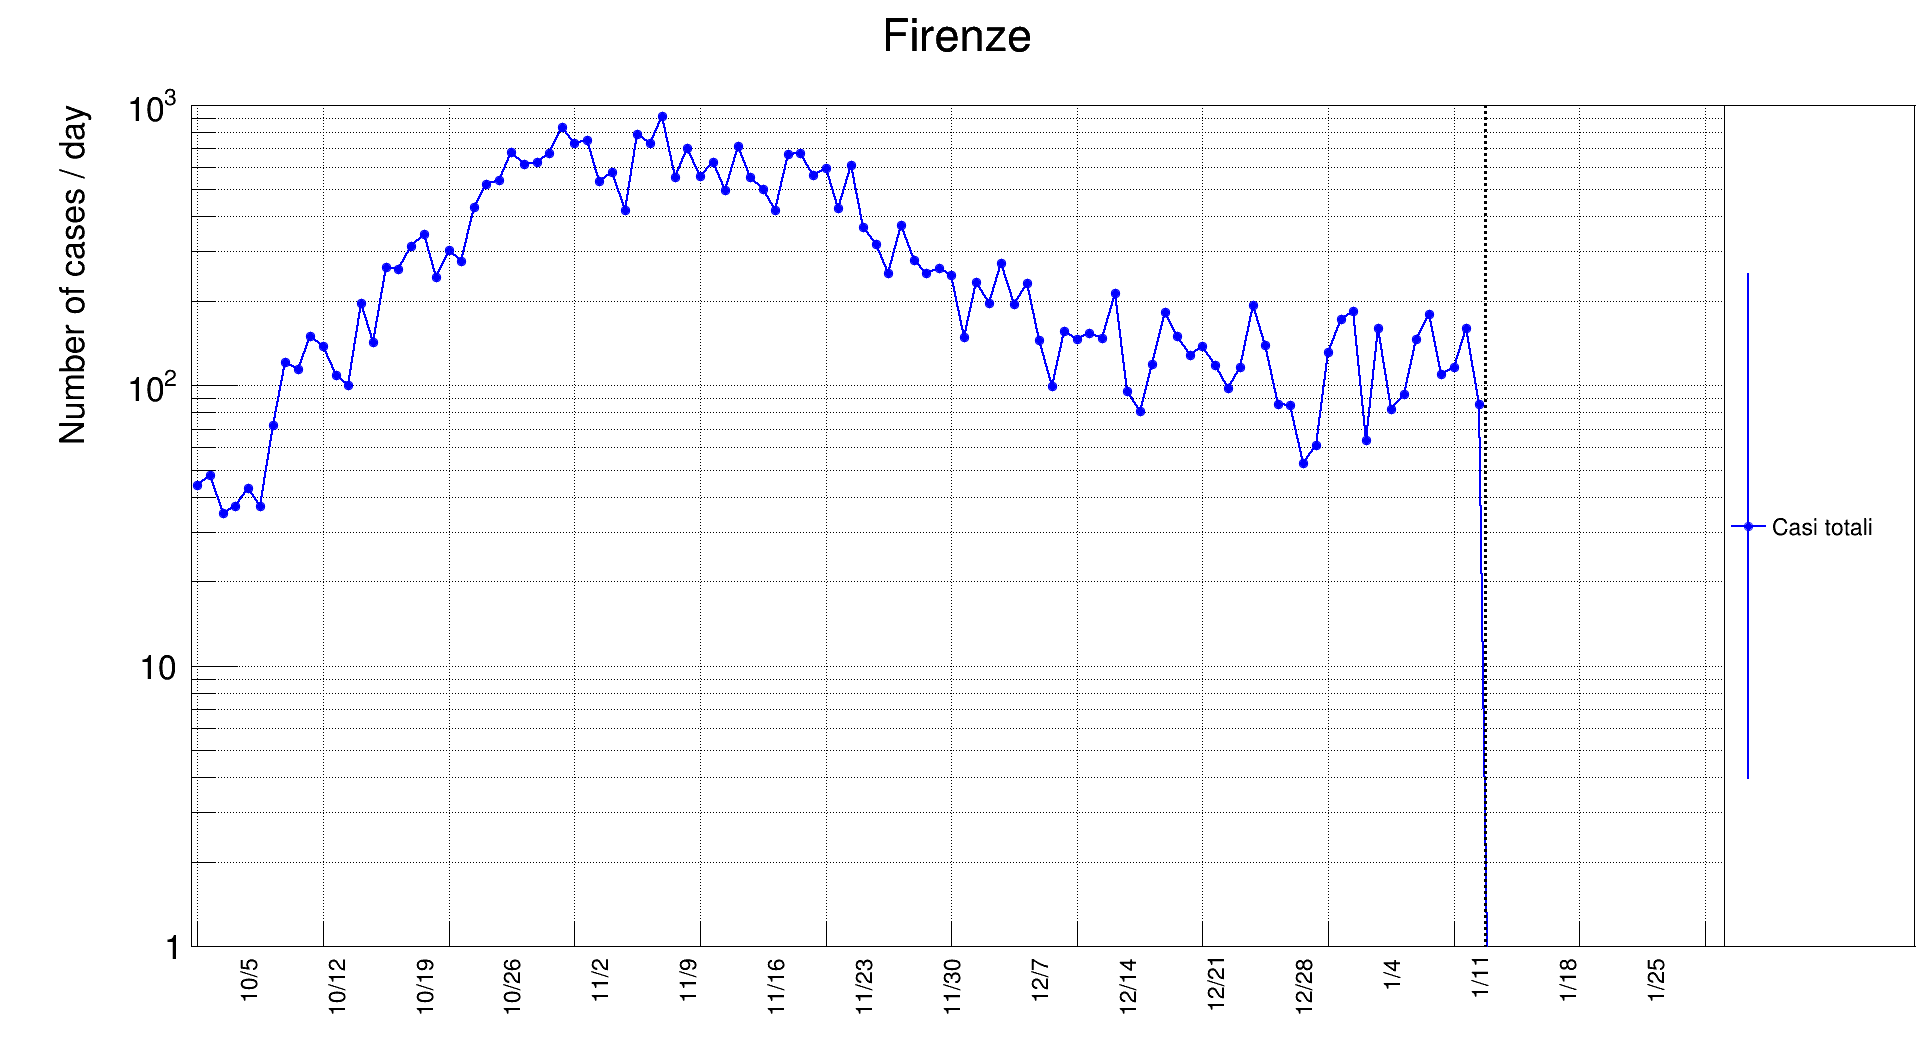 Firenze
Number of cases / day
10³
10²
10
1
10/5 10/12 10/19 10/26 11/2 11/9 11/16 11/23 11/30 12/7 12/14 12/21 12/28 1/4 1/11 1/18 1/25
Casi totali